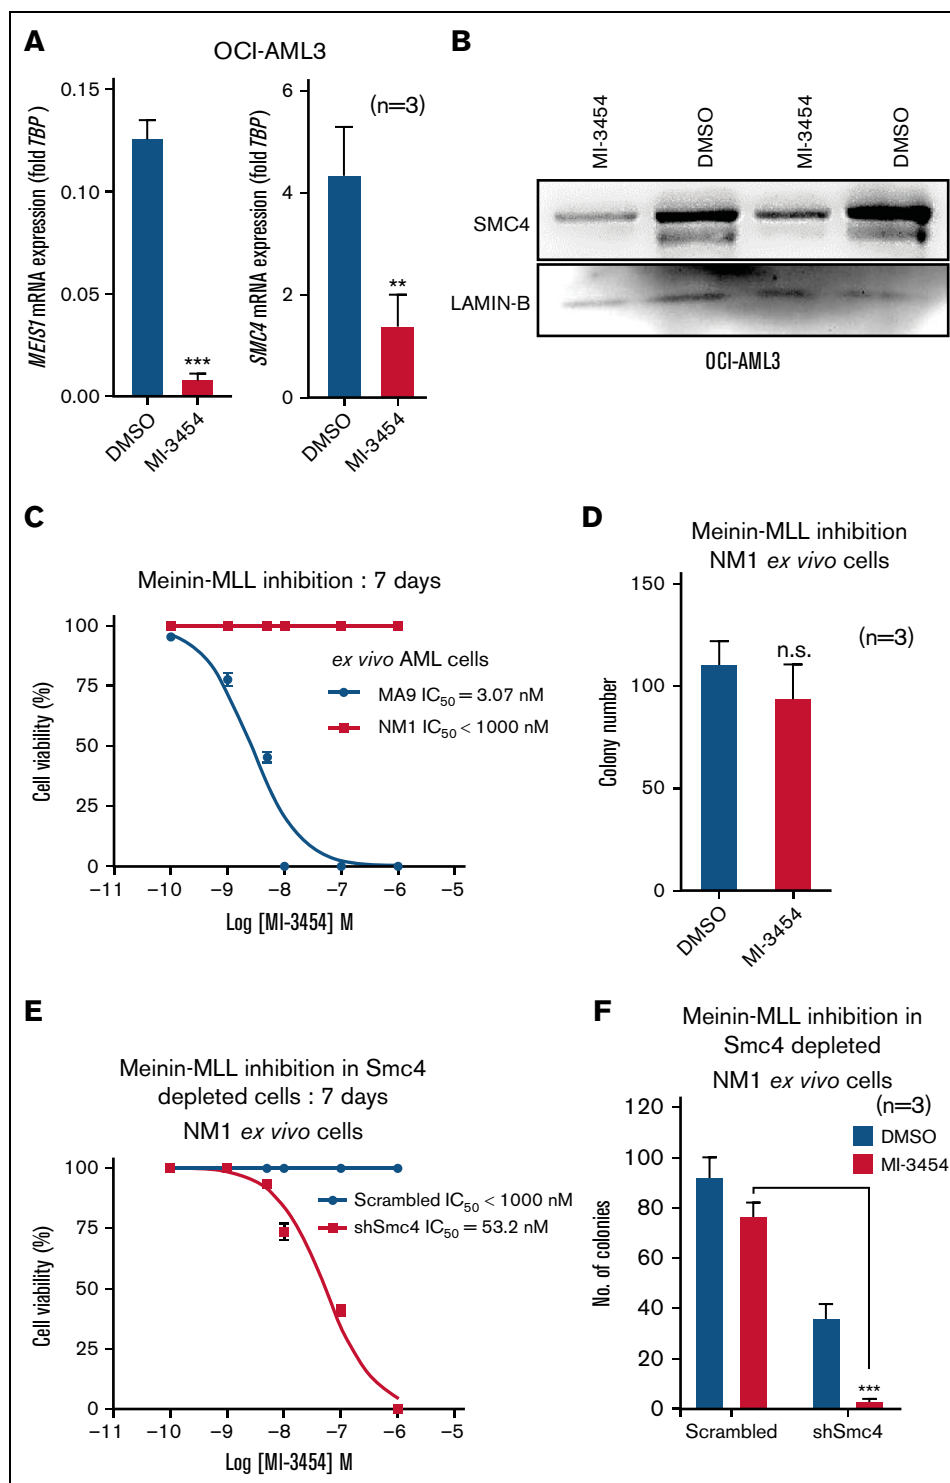 A
OCI-AML3
MEIS1 mRNA expression (fold TBP)
0.15
0.10
0.05
0.00
***
DMSO
MI-3454
SMC4 mRNA expression (fold TBP)
6
4
2
0
(n=3)
**
DMSO
MI-3454
B
MI-3454
DMSO
MI-3454
DMSO
SMC4
LAMIN-B
OCI-AML3
C
Meinin-MLL inhibition : 7 days
Cell viability (%)
100
75
50
25
0
ex vivo AML cells
MA9 IC50 = 3.07 nM
NM1 IC50 < 1000 nM
−11 −10 −9 −8 −7 −6 −5
Log [MI-3454] M
D
Meinin-MLL inhibition
NM1 ex vivo cells
Colony number
150
100
50
0
(n=3)
n.s.
DMSO
MI-3454
E
Meinin-MLL inhibition in Smc4
depleted cells : 7 days
NM1 ex vivo cells
Cell viability (%)
100
75
50
25
0
Scrambled IC50 < 1000 nM
shSmc4 IC50 = 53.2 nM
−11 −10 −9 −8 −7 −6 −5
Log [MI-3454] M
F
Meinin-MLL inhibition in
Smc4 depleted
NM1 ex vivo cells
(n=3)
DMSO
MI-3454
No. of colonies
120
100
80
60
40
20
0
***
Scrambled shSmc4